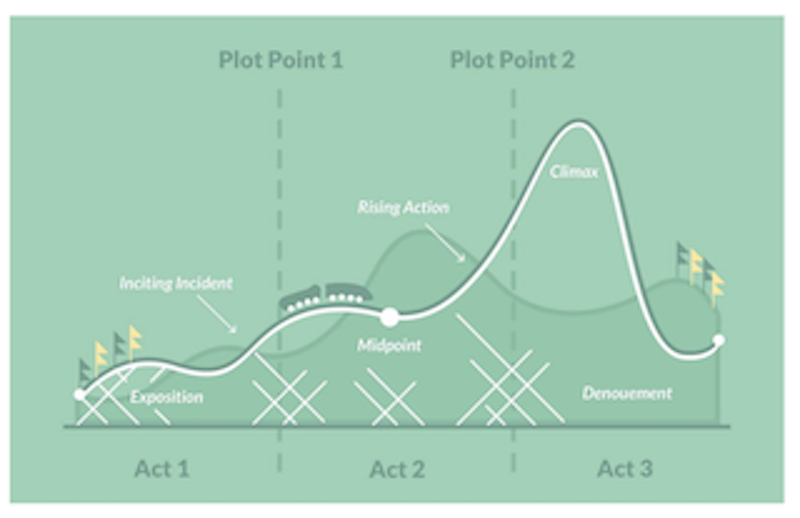 Plot Point 1
Plot Point 2
Climax
Rising Action
Inciting Incident
Midpoint
Exposition
Denouement
Act 1
Act 2
Act 3